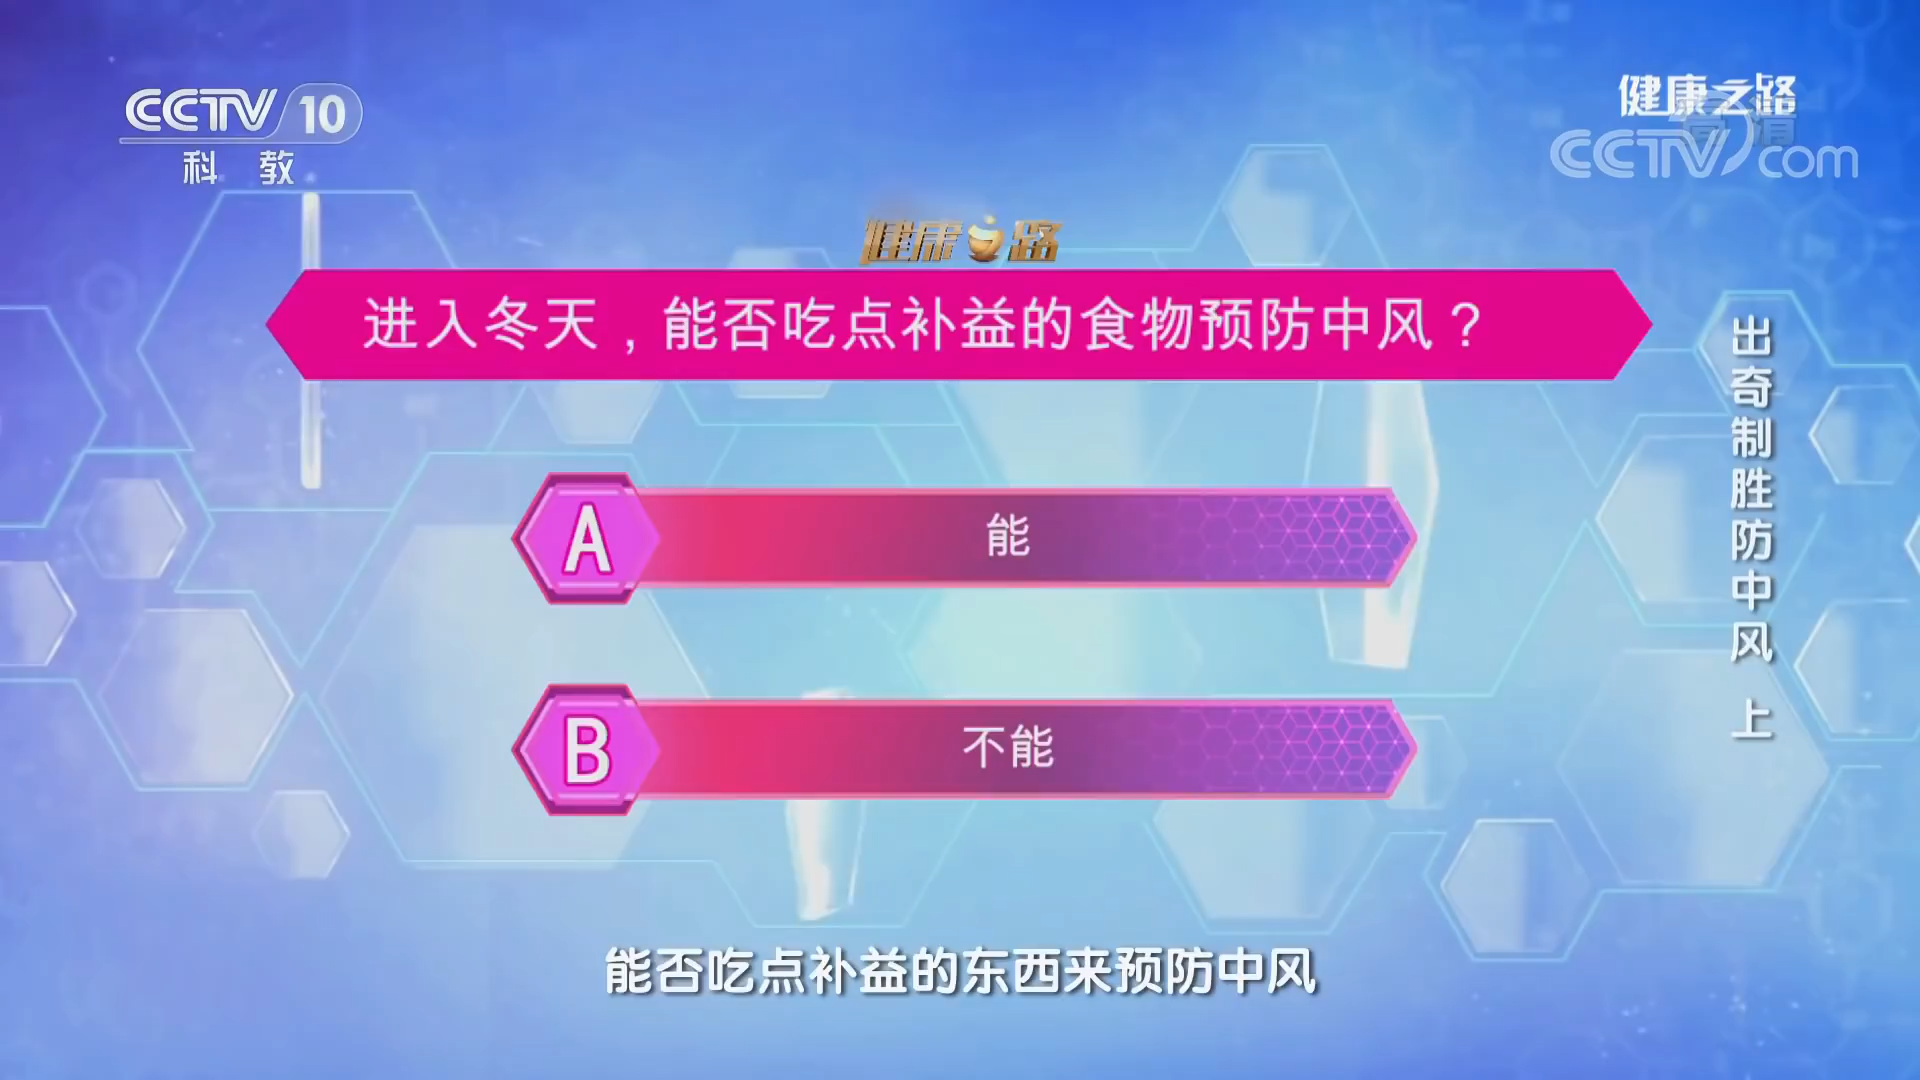 CCTV 10
科 教
健康之路
高清
CCTV.com
健康之路
进入冬天，能否吃点补益的食物预防中风？
A 能
B 不能
出奇制胜防中风 上
能否吃点补益的东西来预防中风